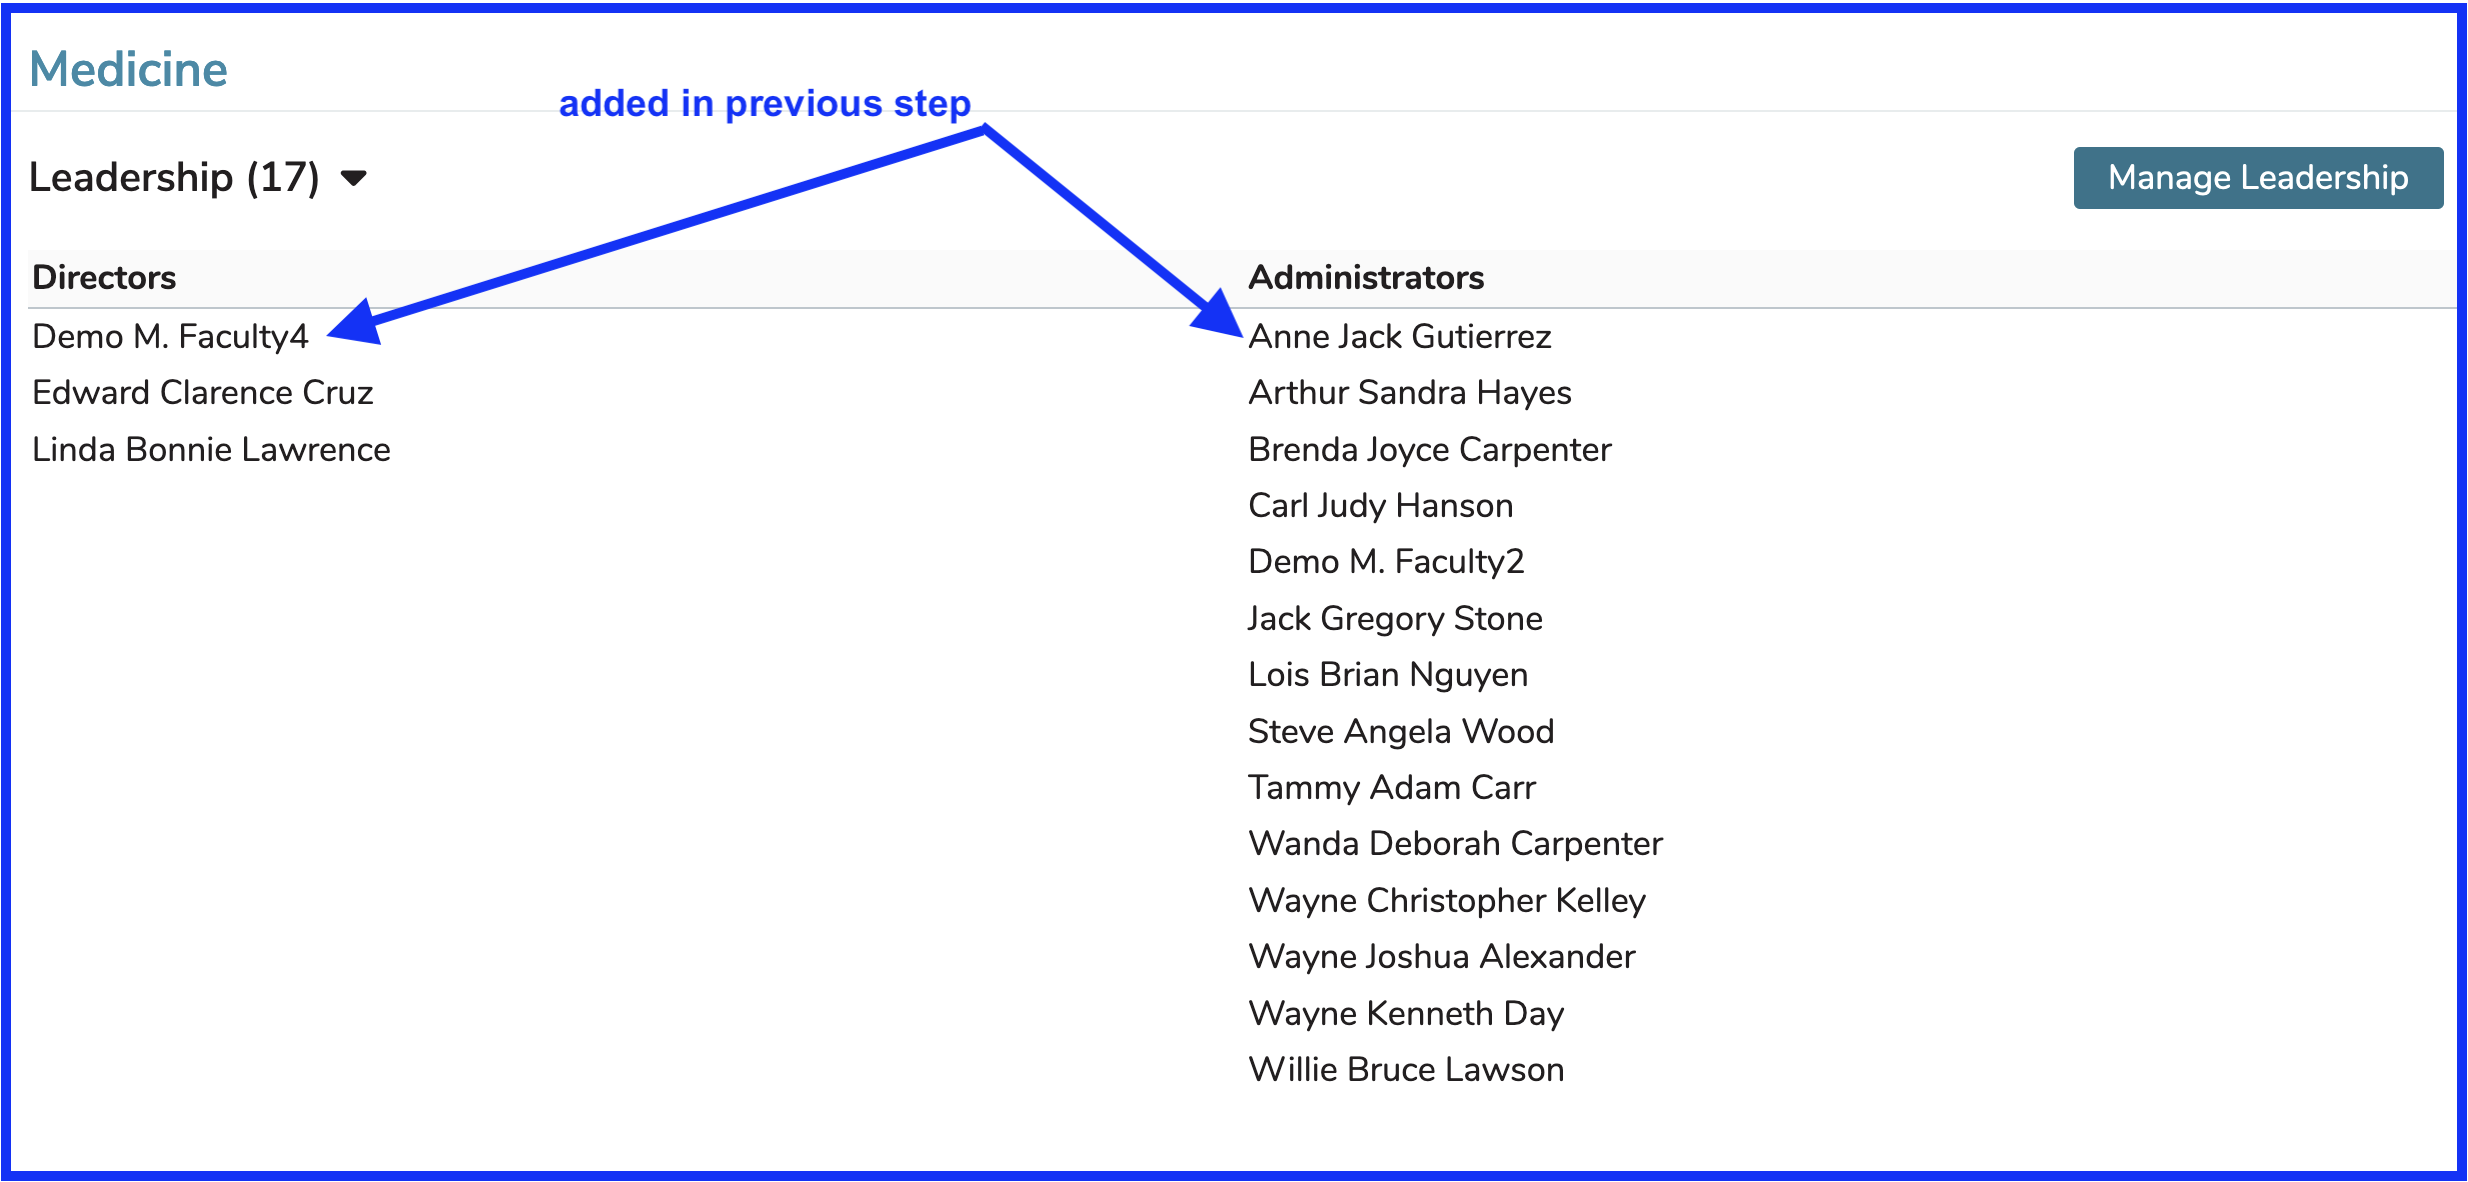 Medicine
added in previous step
Leadership (17)
Manage Leadership
Directors
Administrators
Demo M. Faculty4
Anne Jack Gutierrez
Edward Clarence Cruz
Arthur Sandra Hayes
Linda Bonnie Lawrence
Brenda Joyce Carpenter
Carl Judy Hanson
Demo M. Faculty2
Jack Gregory Stone
Lois Brian Nguyen
Steve Angela Wood
Tammy Adam Carr
Wanda Deborah Carpenter
Wayne Christopher Kelley
Wayne Joshua Alexander
Wayne Kenneth Day
Willie Bruce Lawson